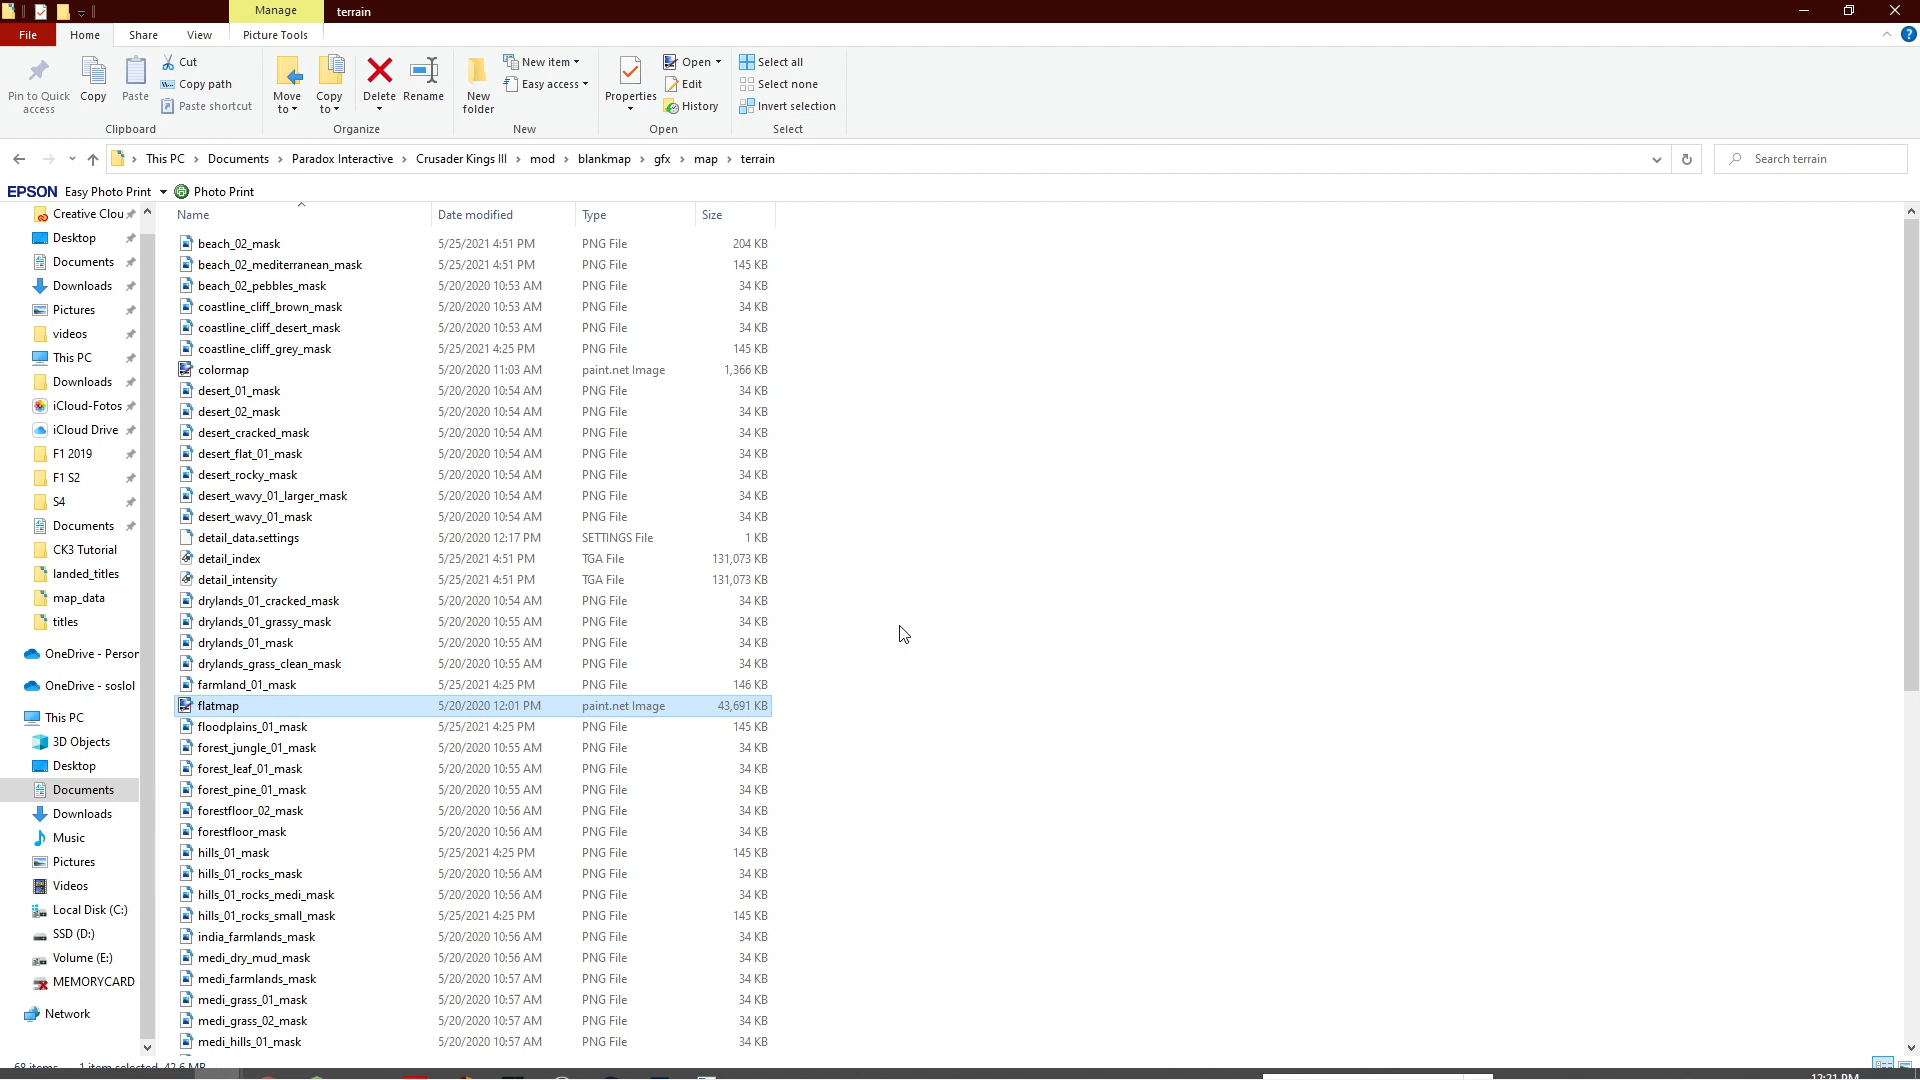 Manage terrain
File Home Share View Picture Tools
Pin to Quick access
Copy
Paste
Cut
Copy path
Paste shortcut
Clipboard
Move to
Copy to
Delete
Rename
Organize
New folder
New item
Easy access
New
Properties
Open
Edit
History
Open
Select all
Select none
Invert selection
Select
This PC › Documents › Paradox Interactive › Crusader Kings III › mod › blankmap › gfx › map › terrain
Search terrain
EPSON Easy Photo Print Photo Print
Creative Clou
Desktop
Documents
Downloads
Pictures
videos
This PC
Downloads
iCloud-Fotos
iCloud Drive
F1 2019
F1 S2
S4
Documents
CK3 Tutorial
landed_titles
map_data
titles
OneDrive - Person
OneDrive - soslol
This PC
3D Objects
Desktop
Documents
Downloads
Music
Pictures
Videos
Local Disk (C:)
SSD (D:)
Volume (E:)
MEMORYCARD
Network
Name Date modified Type Size
beach_02_mask 5/25/2021 4:51 PM PNG File 204 KB
beach_02_mediterranean_mask 5/25/2021 4:51 PM PNG File 145 KB
beach_02_pebbles_mask 5/20/2020 10:53 AM PNG File 34 KB
coastline_cliff_brown_mask 5/20/2020 10:53 AM PNG File 34 KB
coastline_cliff_desert_mask 5/20/2020 10:53 AM PNG File 34 KB
coastline_cliff_grey_mask 5/25/2021 4:25 PM PNG File 145 KB
colormap 5/20/2020 11:03 AM paint.net Image 1,366 KB
desert_01_mask 5/20/2020 10:54 AM PNG File 34 KB
desert_02_mask 5/20/2020 10:54 AM PNG File 34 KB
desert_cracked_mask 5/20/2020 10:54 AM PNG File 34 KB
desert_flat_01_mask 5/20/2020 10:54 AM PNG File 34 KB
desert_rocky_mask 5/20/2020 10:54 AM PNG File 34 KB
desert_wavy_01_larger_mask 5/20/2020 10:54 AM PNG File 34 KB
desert_wavy_01_mask 5/20/2020 10:54 AM PNG File 34 KB
detail_data.settings 5/20/2020 12:17 PM SETTINGS File 1 KB
detail_index 5/25/2021 4:51 PM TGA File 131,073 KB
detail_intensity 5/25/2021 4:51 PM TGA File 131,073 KB
drylands_01_cracked_mask 5/20/2020 10:54 AM PNG File 34 KB
drylands_01_grassy_mask 5/20/2020 10:55 AM PNG File 34 KB
drylands_01_mask 5/20/2020 10:55 AM PNG File 34 KB
drylands_grass_clean_mask 5/20/2020 10:55 AM PNG File 34 KB
farmland_01_mask 5/25/2021 4:25 PM PNG File 146 KB
flatmap 5/20/2020 12:01 PM paint.net Image 43,691 KB
floodplains_01_mask 5/25/2021 4:25 PM PNG File 145 KB
forest_jungle_01_mask 5/20/2020 10:55 AM PNG File 34 KB
forest_leaf_01_mask 5/20/2020 10:55 AM PNG File 34 KB
forest_pine_01_mask 5/20/2020 10:55 AM PNG File 34 KB
forestfloor_02_mask 5/20/2020 10:56 AM PNG File 34 KB
forestfloor_mask 5/20/2020 10:56 AM PNG File 34 KB
hills_01_mask 5/25/2021 4:25 PM PNG File 145 KB
hills_01_rocks_mask 5/20/2020 10:56 AM PNG File 34 KB
hills_01_rocks_medi_mask 5/20/2020 10:56 AM PNG File 34 KB
hills_01_rocks_small_mask 5/25/2021 4:25 PM PNG File 145 KB
india_farmlands_mask 5/20/2020 10:56 AM PNG File 34 KB
medi_dry_mud_mask 5/20/2020 10:56 AM PNG File 34 KB
medi_farmlands_mask 5/20/2020 10:57 AM PNG File 34 KB
medi_grass_01_mask 5/20/2020 10:57 AM PNG File 34 KB
medi_grass_02_mask 5/20/2020 10:57 AM PNG File 34 KB
medi_hills_01_mask 5/20/2020 10:57 AM PNG File 34 KB
68 items 1 item selected 42.6 MB
12:21 PM